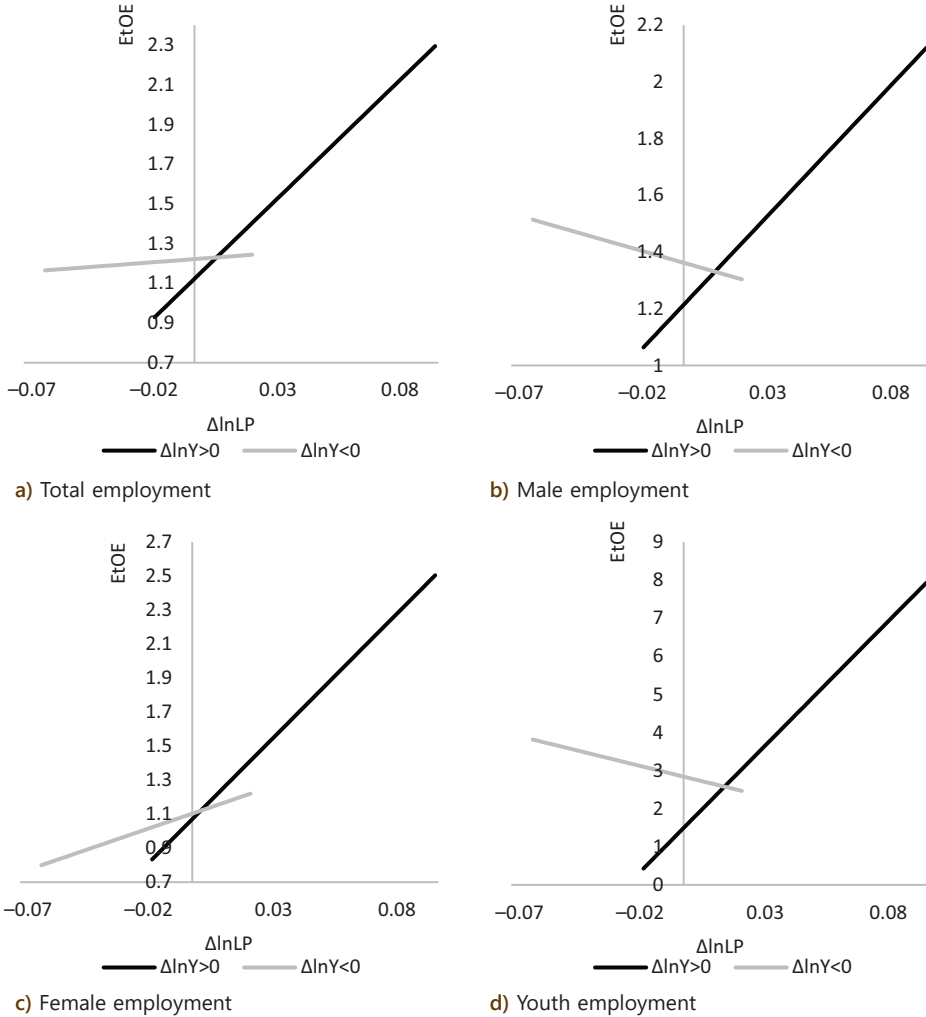 EtOE
2.3
2.1
1.9
1.7
1.5
1.3
1.1
0.9
0.7
–0.07 –0.02 0.03 0.08
ΔlnLP
ΔlnY>0 ΔlnY<0
a) Total employment
EtOE
2.2
2
1.8
1.6
1.4
1.2
1
–0.07 –0.02 0.03 0.08
ΔlnLP
ΔlnY>0 ΔlnY<0
b) Male employment
EtOE
2.7
2.5
2.3
2.1
1.9
1.7
1.5
1.3
1.1
0.9
0.7
–0.07 –0.02 0.03 0.08
ΔlnLP
ΔlnY>0 ΔlnY<0
c) Female employment
EtOE
9
8
7
6
5
4
3
2
1
0
–0.07 –0.02 0.03 0.08
ΔlnLP
ΔlnY>0 ΔlnY<0
d) Youth employment